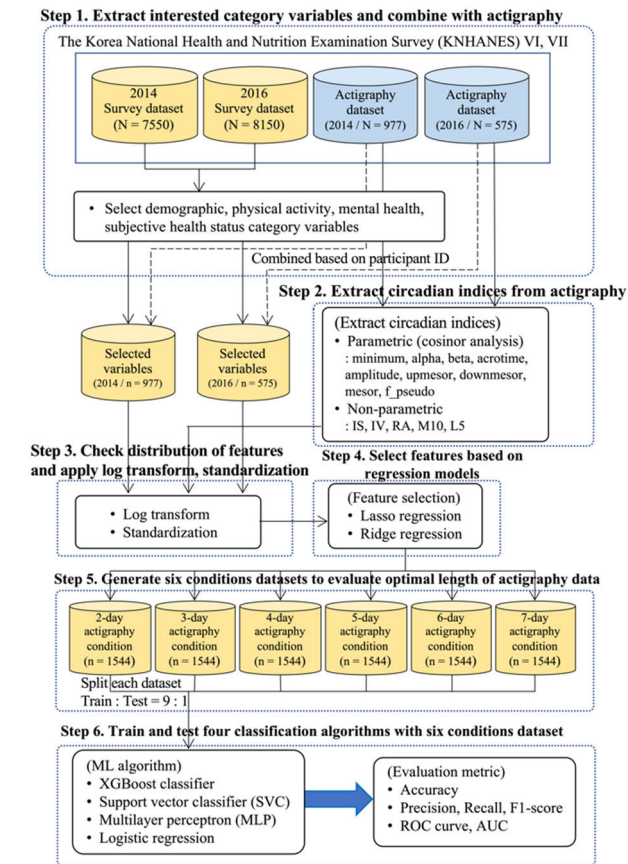 Step 1. Extract interested category variables and combine with actigraphy
The Korea National Health and Nutrition Examination Survey (KNHANES) VI, VII
2014
Survey dataset
(N = 7550)
2016
Survey dataset
(N = 8150)
Actigraphy
dataset
(2014 / N = 977)
Actigraphy
dataset
(2016 / N = 575)
• Select demographic, physical activity, mental health,
subjective health status category variables
Combined based on participant ID
Step 2. Extract circadian indices from actigraphy
Selected
variables
(2014 / n = 977)
Selected
variables
(2016 / n = 575)
(Extract circadian indices)
• Parametric (cosinor analysis)
: minimum, alpha, beta, acrotime,
amplitude, upmesor, downmesor,
mesor, f_pseudo
• Non-parametric
: IS, IV, RA, M10, L5
Step 3. Check distribution of features
and apply log transform, standardization
• Log transform
• Standardization
Step 4. Select features based on
regression models
(Feature selection)
• Lasso regression
• Ridge regression
Step 5. Generate six conditions datasets to evaluate optimal length of actigraphy data
2-day
actigraphy
condition
(n = 1544)
3-day
actigraphy
condition
(n = 1544)
4-day
actigraphy
condition
(n = 1544)
5-day
actigraphy
condition
(n = 1544)
6-day
actigraphy
condition
(n = 1544)
7-day
actigraphy
condition
(n = 1544)
Split each dataset
Train : Test = 9 : 1
Step 6. Train and test four classification algorithms with six conditions dataset
(ML algorithm)
• XGBoost classifier
• Support vector classifier (SVC)
• Multilayer perceptron (MLP)
• Logistic regression
(Evaluation metric)
• Accuracy
• Precision, Recall, F1-score
• ROC curve, AUC